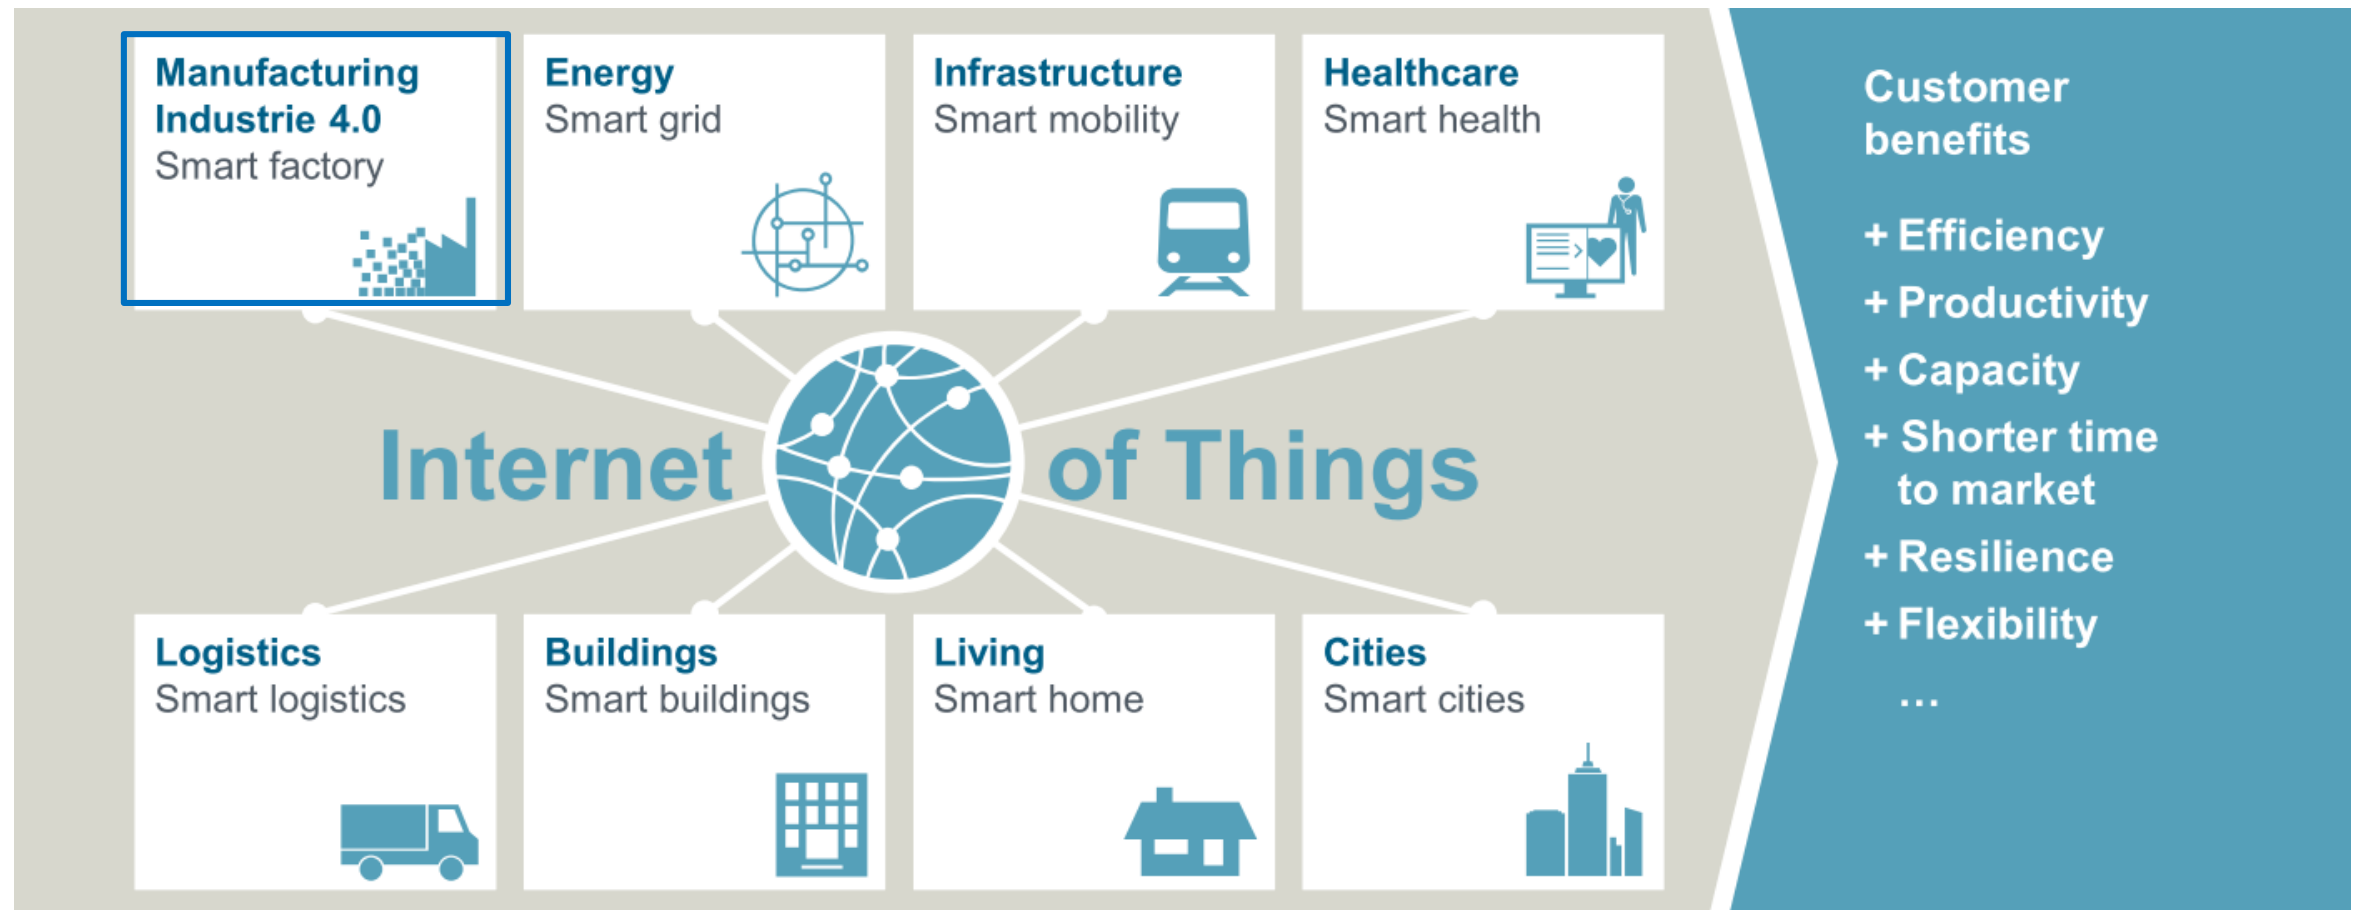 Manufacturing
Industrie 4.0
Smart factory
Energy
Smart grid
Infrastructure
Smart mobility
Healthcare
Smart health
Internet of Things
Logistics
Smart logistics
Buildings
Smart buildings
Living
Smart home
Cities
Smart cities
Customer
benefits
+ Efficiency
+ Productivity
+ Capacity
+ Shorter time
to market
+ Resilience
+ Flexibility
...